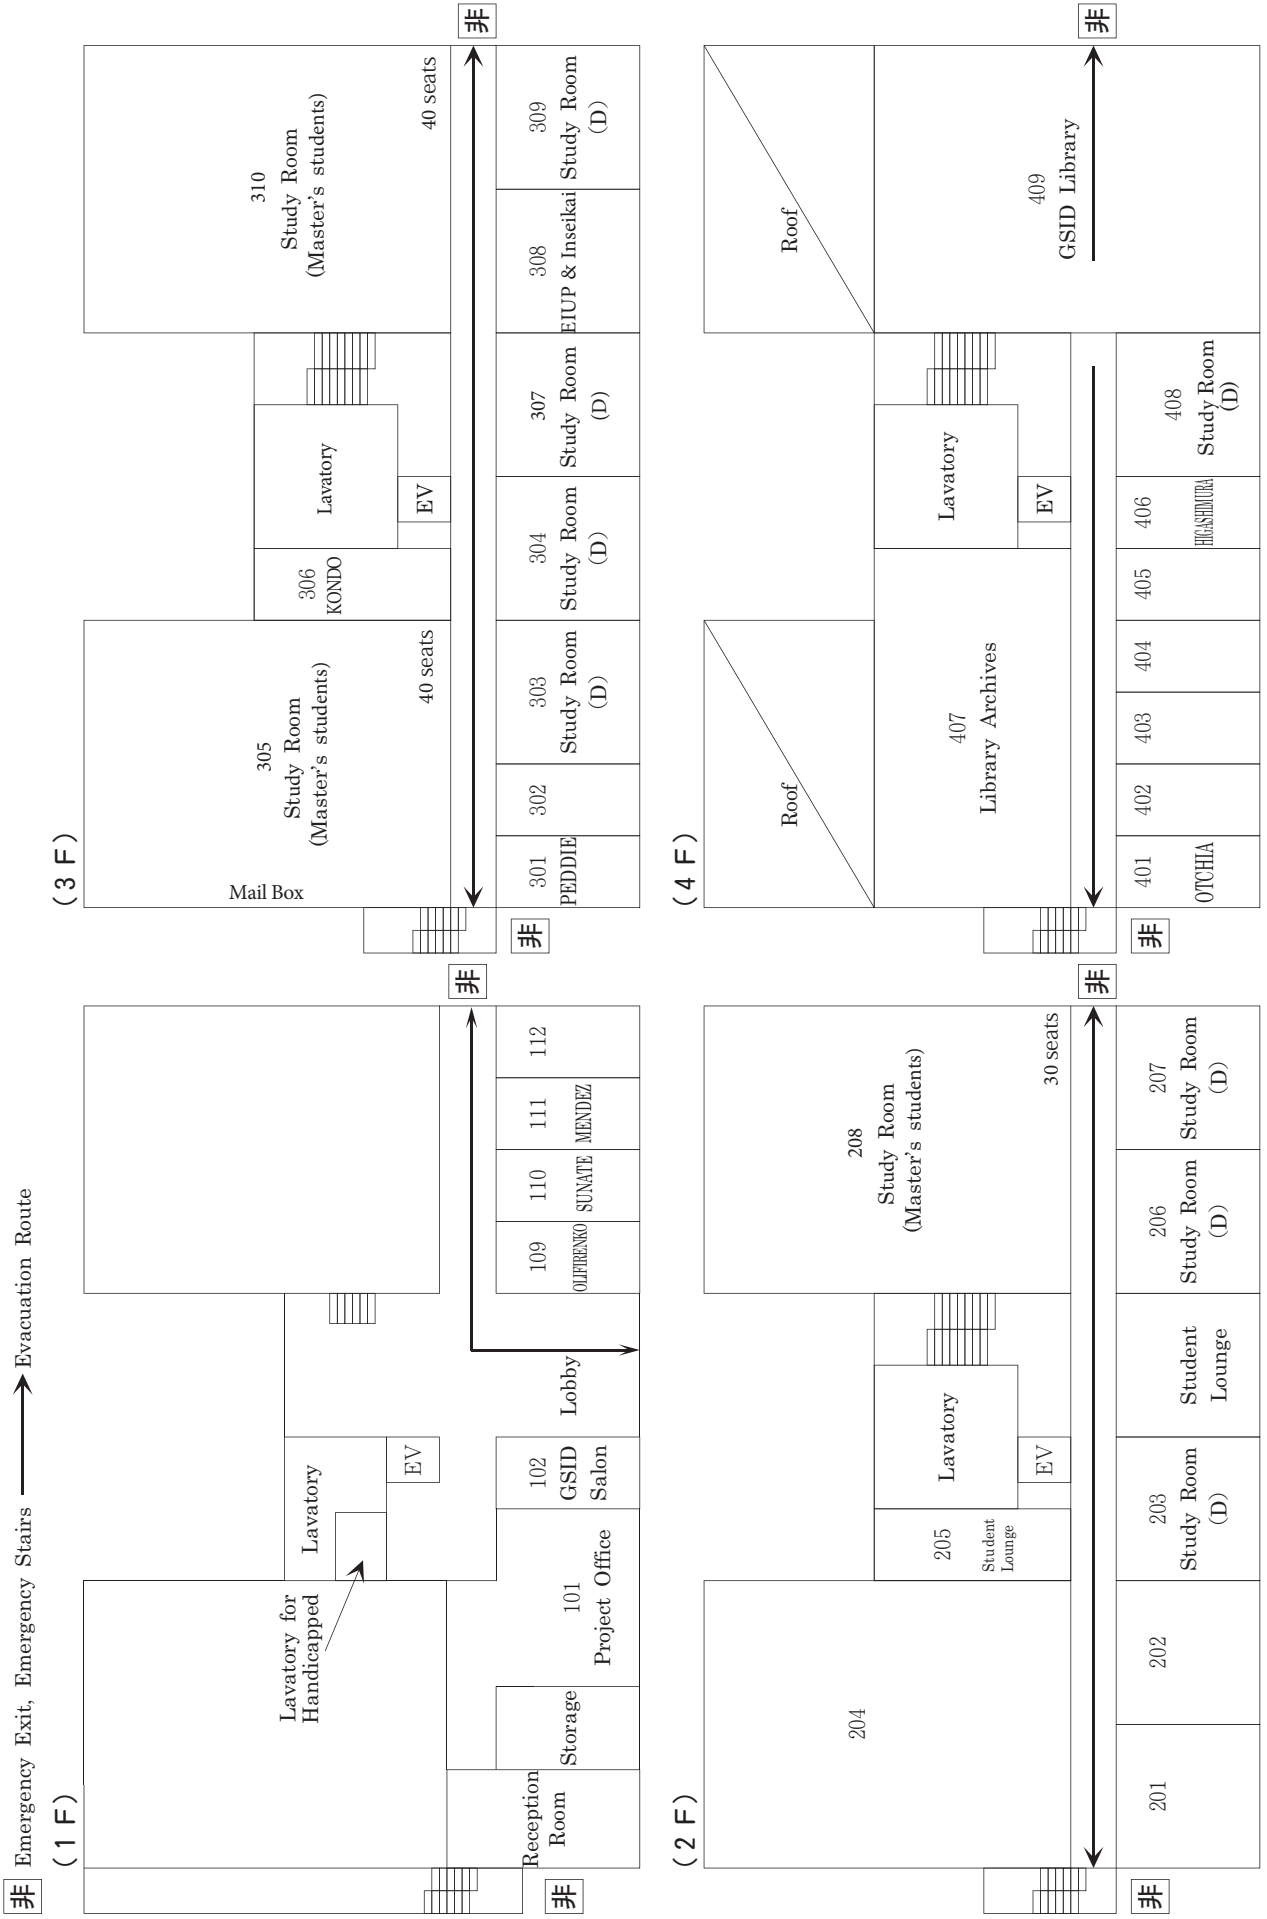 非 Emergency Exit, Emergency Stairs
Evacuation Route
(1F)
Lavatory for
Handicapped
Lavatory
EV
Reception
Room
Storage
101
Project Office
102
GSID
Salon
Lobby
109
OLIFIRENKO
110
SUNATE
111
MENDEZ
112
非
非
(2F)
204
205
Student
Lounge
Lavatory
EV
208
Study Room
(Master's students)
30 seats
201
202
203
Study Room
(D)
Student
Lounge
206
Study Room
(D)
207
Study Room
(D)
非
非
(3F)
Mail Box
305
Study Room
(Master's students)
40 seats
306
KONDO
Lavatory
EV
310
Study Room
(Master's students)
40 seats
301
PEDDIE
302
303
Study Room
(D)
304
Study Room
(D)
307
Study Room
(D)
308
EIUP & Inseikai
309
Study Room
(D)
非
非
(4F)
Roof
Roof
407
Library Archives
Lavatory
EV
409
GSID Library
401
OTCHIA
402
403
404
405
406
HIGASHIMURA
408
Study Room
(D)
非
非